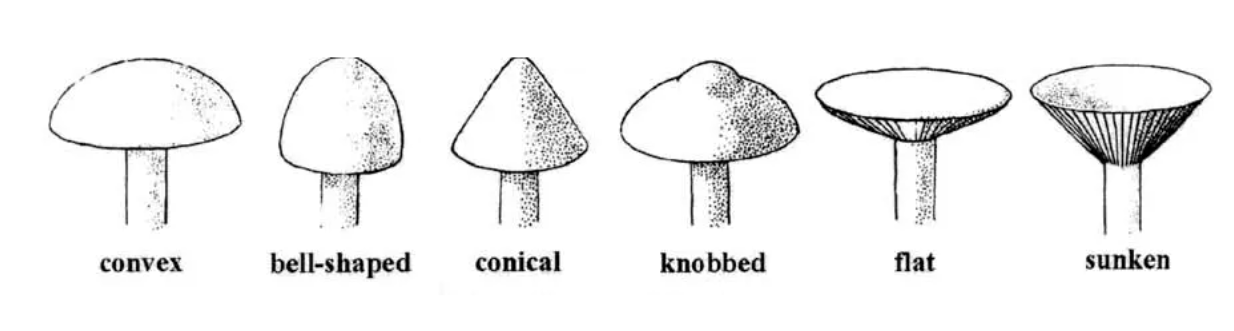 convex bell-shaped conical knobbed flat sunken